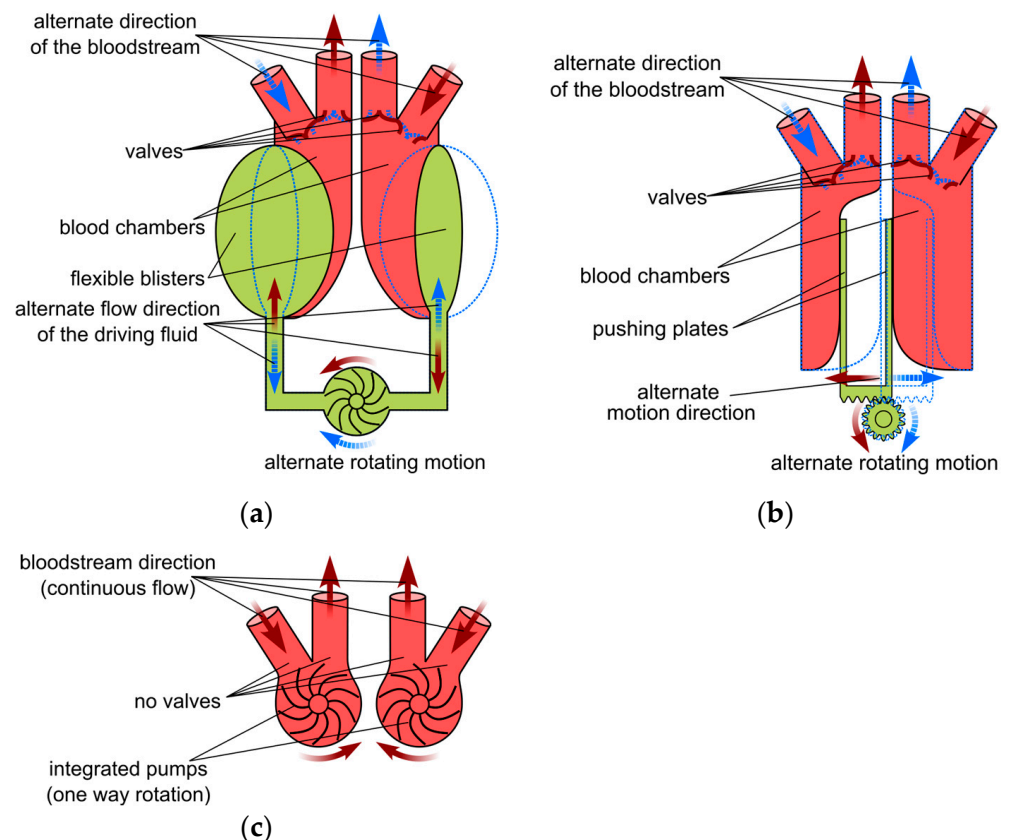 alternate direction
of the bloodstream
valves
blood chambers
flexible blisters
alternate flow direction
of the driving fluid
alternate rotating motion
(a)
alternate direction
of the bloodstream
valves
blood chambers
pushing plates
alternate
motion direction
alternate rotating motion
(b)
bloodstream direction
(continuous flow)
no valves
integrated pumps
(one way rotation)
(c)